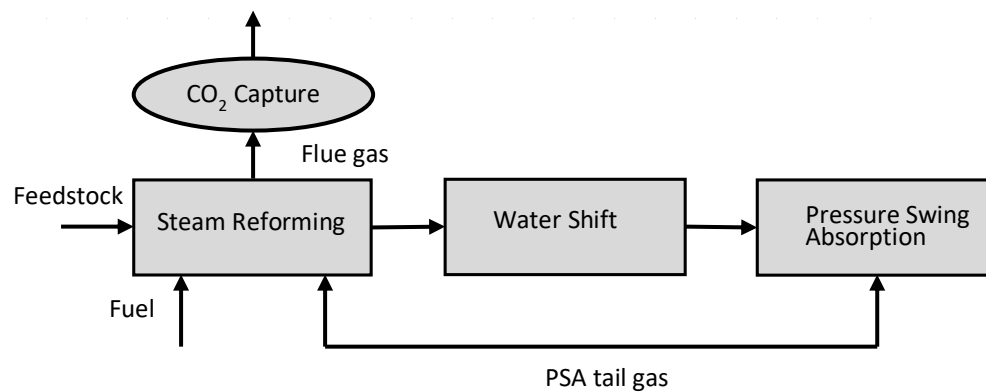 CO₂ Capture
Flue gas
Feedstock
Steam Reforming
Water Shift
Pressure Swing
Absorption
Fuel
PSA tail gas